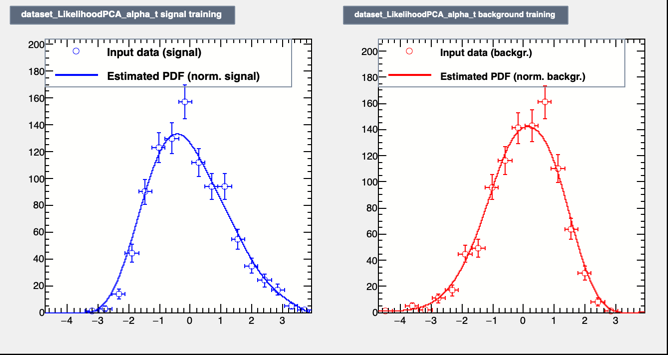 dataset_LikelihoodPCA_alpha_t signal training
200
180
160
140
120
100
80
60
40
20
0
−4 −3 −2 −1 0 1 2 3
Input data (signal)
Estimated PDF (norm. signal)
dataset_LikelihoodPCA_alpha_t background training
200
180
160
140
120
100
80
60
40
20
0
−4 −3 −2 −1 0 1 2 3
Input data (backgr.)
Estimated PDF (norm. backgr.)